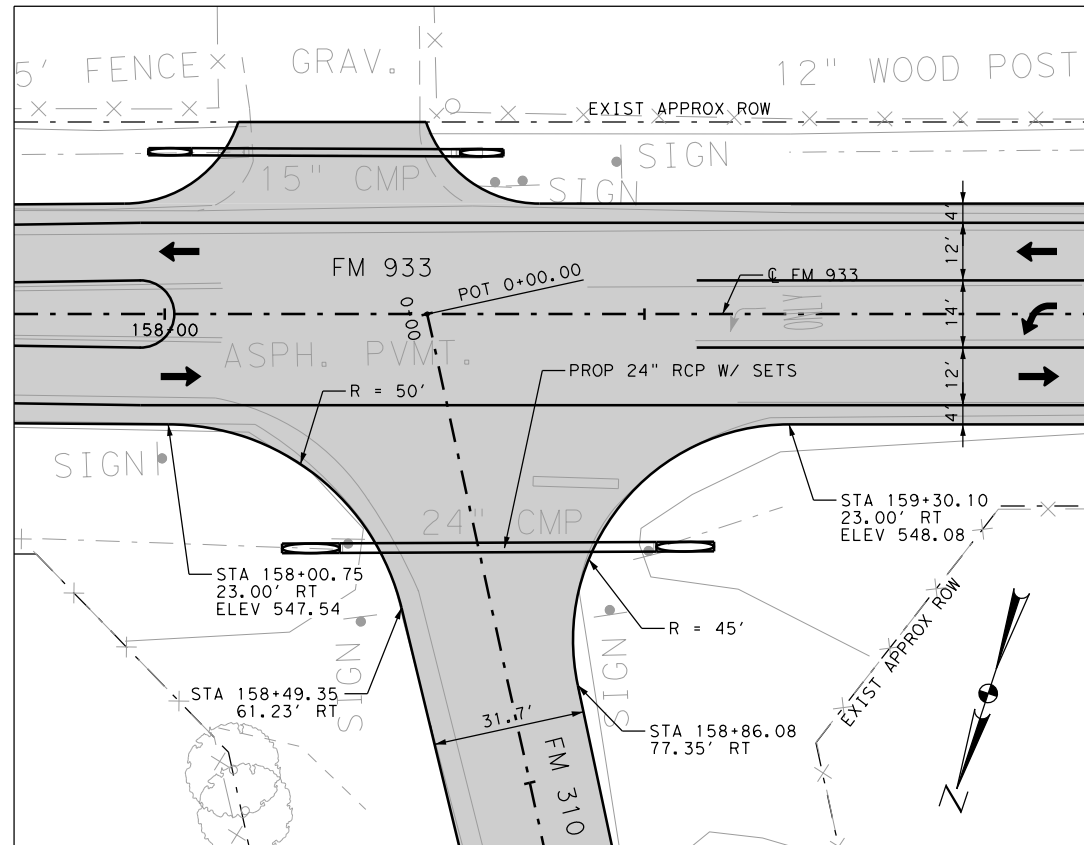 5' FENCE
GRAV.
12" WOOD POST
EXIST APPROX ROW
SIGN
15" CMP
SIGN
4'
12'
FM 933
POT 0+00.00
℄ FM 933
0+00
14'
ONLY
158+00
ASPH. PVMT.
PROP 24" RCP W/ SETS
12'
R = 50'
4'
SIGN
STA 159+30.10
23.00' RT
ELEV 548.08
24" CMP
STA 158+00.75
23.00' RT
ELEV 547.54
R = 45'
EXIST APPROX ROW
SIGN
SIGN
STA 158+49.35
61.23' RT
31.7'
STA 158+86.08
77.35' RT
FM 310
N